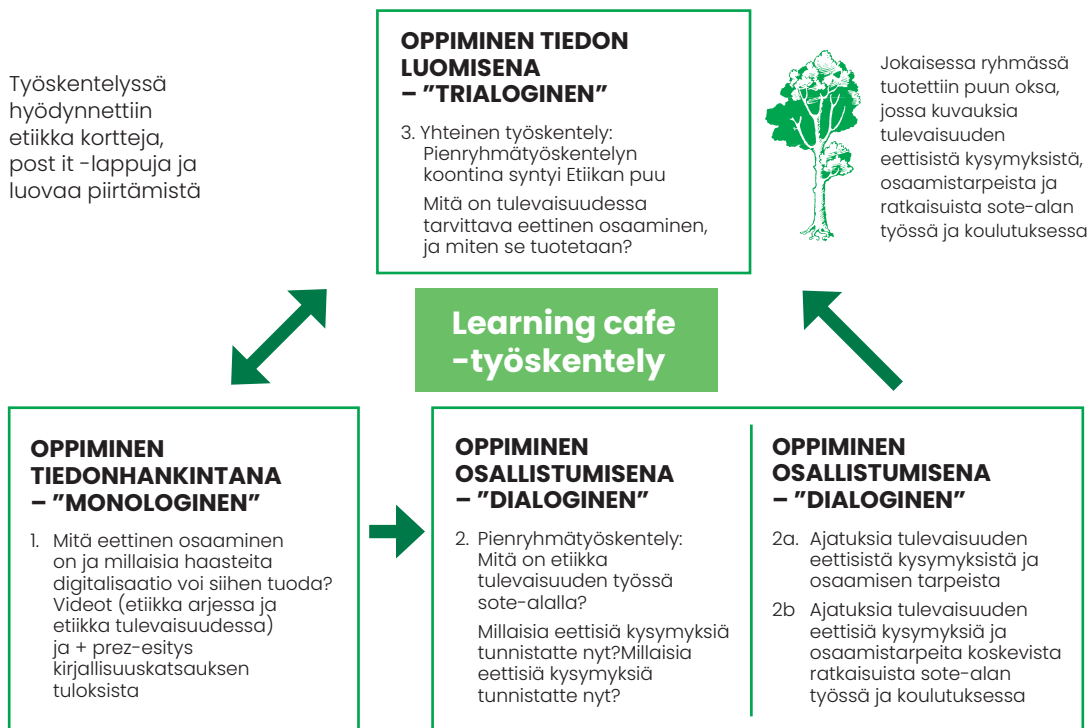 Työskentelyssä
hyödynnettiin
etiikka kortteja,
post it -lappuja ja
luovaa piirtämistä
OPPIMINEN TIEDON
LUOMISENA
– ”TRIALOGINEN”
3. Yhteinen työskentely:
Pienryhmätyöskentelyn
koontina syntyi Etiikan puu
Mitä on tulevaisuudessa
tarvittava eettinen osaaminen,
ja miten se tuotetaan?
Jokaisessa ryhmässä
tuotettiin puun oksa,
jossa kuvauksia
tulevaisuuden
eettisistä kysymyksistä,
osaamistarpeista ja
ratkaisuista sote-alan
työssä ja koulutuksessa
Learning cafe
-työskentely
OPPIMINEN
TIEDONHANKINTANA
– ”MONOLOGINEN”
1. Mitä eettinen osaaminen
on ja millaisia haasteita
digitalisaatio voi siihen tuoda?
Videot (etiikka arjessa ja
etiikka tulevaisuudessa)
ja + prez-esitys
kirjallisuuskatsauksen
tuloksista
OPPIMINEN
OSALLISTUMISENA
– ”DIALOGINEN”
2. Pienryhmätyöskentely:
Mitä on etiikka
tulevaisuuden työssä
sote-alalla?
Millaisia eettisiä kysymyksiä
tunnistatte nyt?Millaisia
eettisiä kysymyksiä
tunnistatte nyt?
OPPIMINEN
OSALLISTUMISENA
– ”DIALOGINEN”
2a. Ajatuksia tulevaisuuden
eettisistä kysymyksistä ja
osaamisen tarpeista
2b Ajatuksia tulevaisuuden
eettisiä kysymyksiä ja
osaamistarpeita koskevista
ratkaisuista sote-alan
työssä ja koulutuksessa